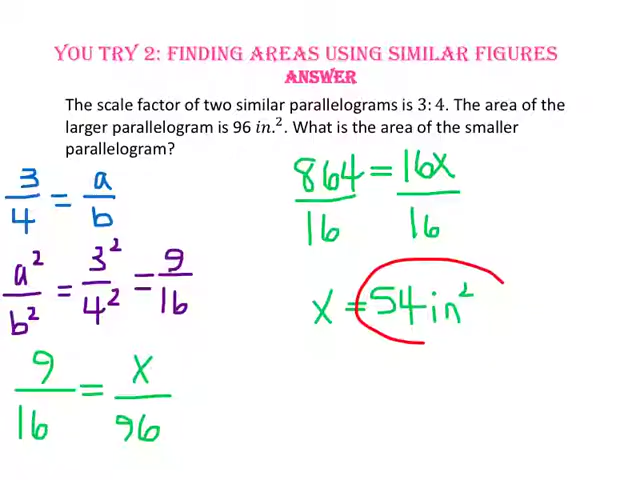 YOU TRY 2: FINDING AREAS USING SIMILAR FIGURES
ANSWER
The scale factor of two similar parallelograms is 3: 4. The area of the
larger parallelogram is 96 in.². What is the area of the smaller
parallelogram?
3/4 = a/b
a²/b² = 3²/4² = 9/16
9/16 = x/96
864/16 = 16x/16
x = 54 in²